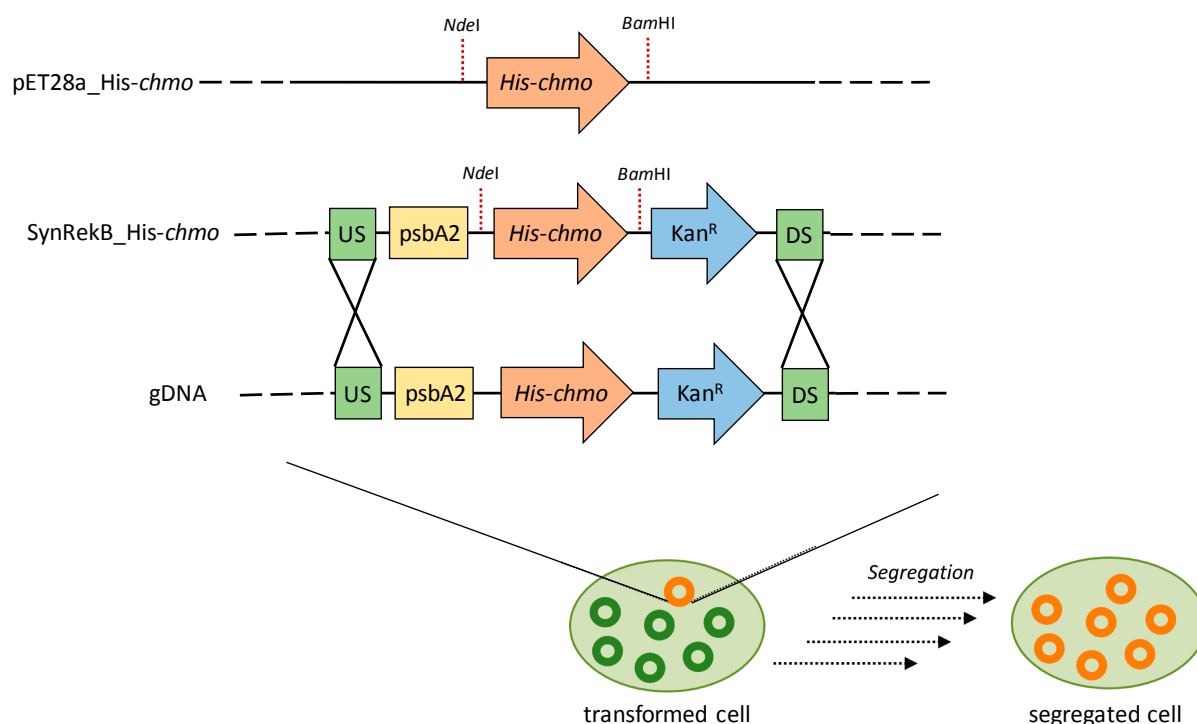 NdeI
BamHI
pET28a_His-chmo
His-chmo
NdeI
BamHI
SynRekB_His-chmo
US
psbA2
His-chmo
Kanᴿ
DS
gDNA
US
psbA2
His-chmo
Kanᴿ
DS
Segregation
transformed cell
segregated cell